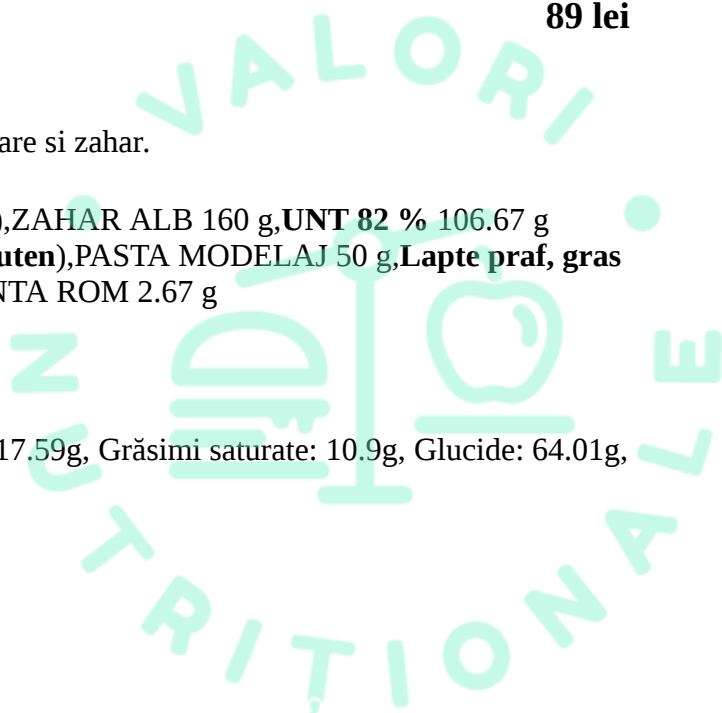 89 lei
are si zahar.
),ZAHAR ALB 160 g,UNT 82 % 106.67 g
uten),PASTA MODELAJ 50 g,Lapte praf, gras
NTA ROM 2.67 g
17.59g, Grăsimi saturate: 10.9g, Glucide: 64.01g,
VALORI
NUTRIȚIONALE